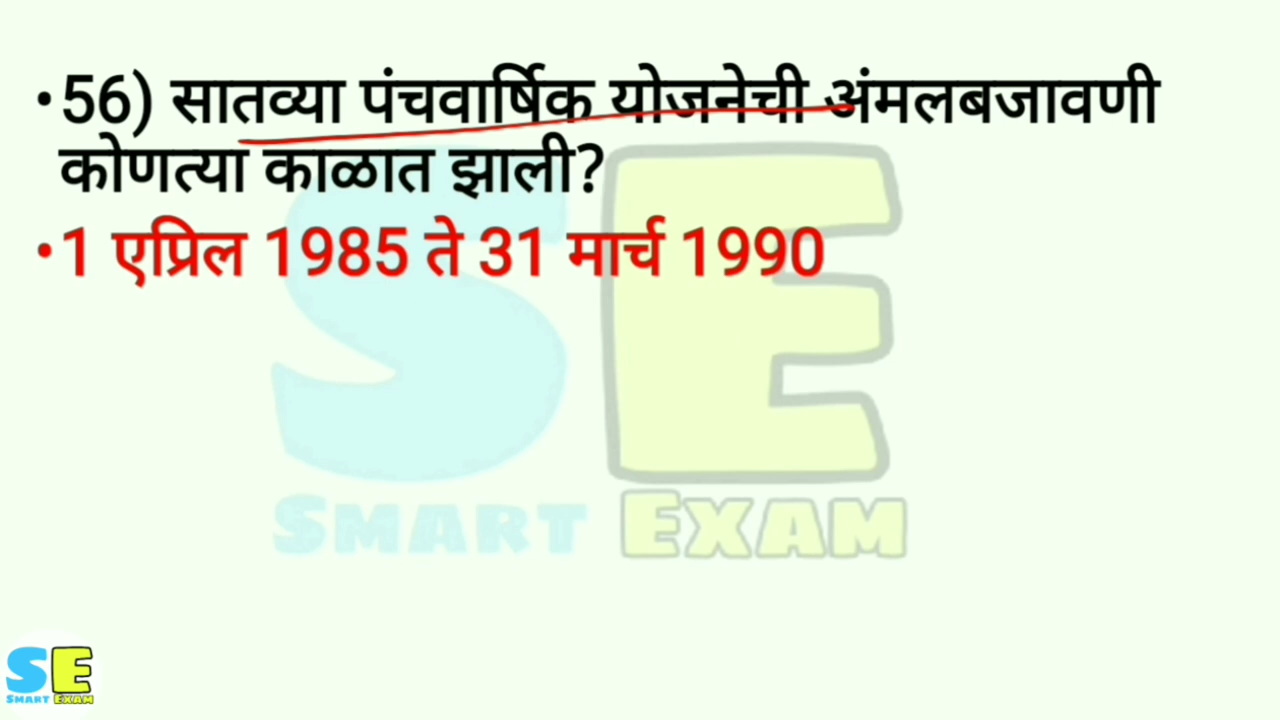 •56) सातव्या पंचवार्षिक योजनेची अंमलबजावणी
कोणत्या काळात झाली?
•1 एप्रिल 1985 ते 31 मार्च 1990
SE
SMART EXAM
SE
SMART EXAM